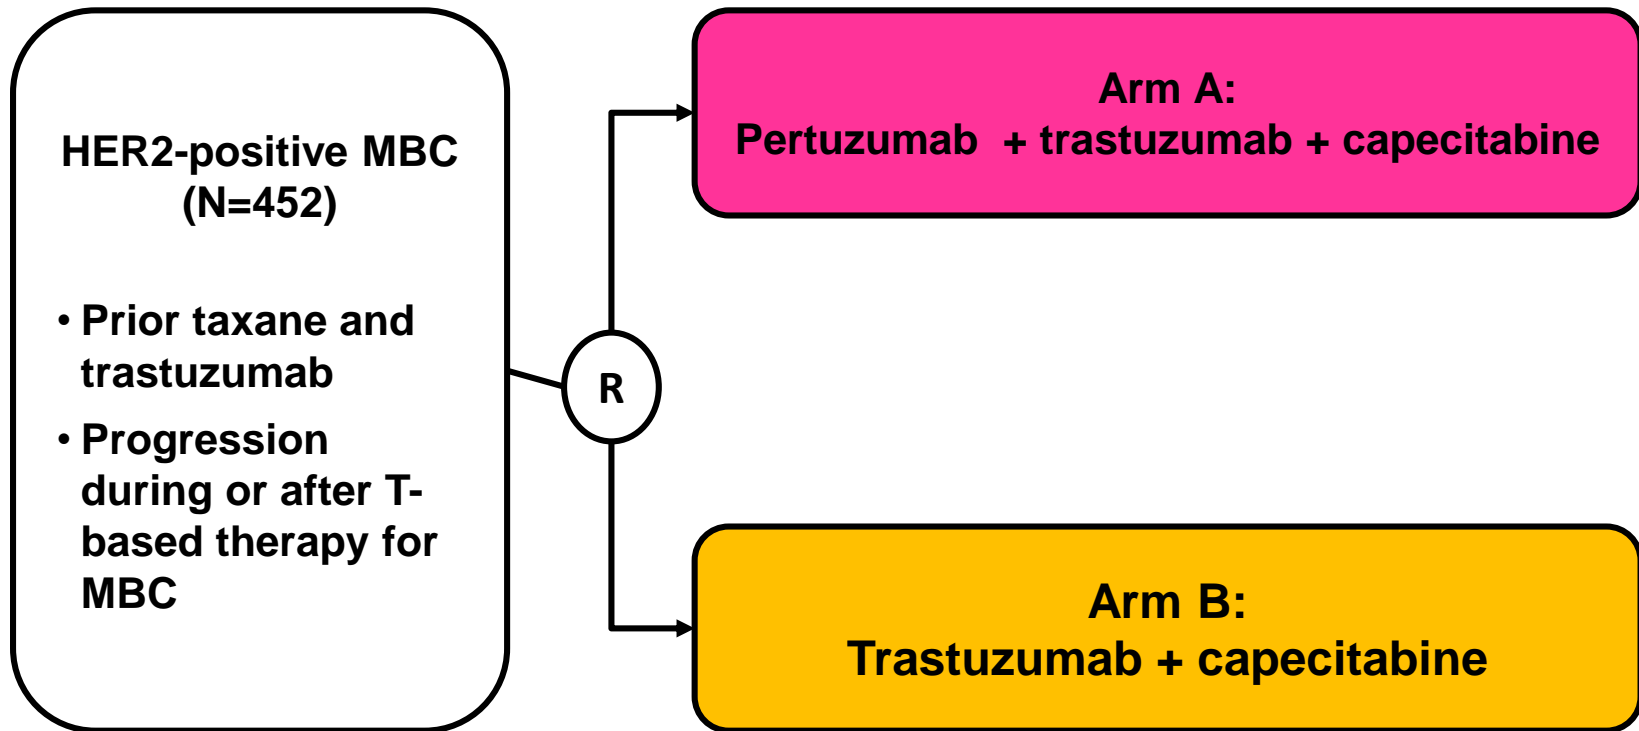 HER2-positive MBC
(N=452)
• Prior taxane and
trastuzumab
• Progression
during or after T-
based therapy for
MBC
R
Arm A:
Pertuzumab + trastuzumab + capecitabine
Arm B:
Trastuzumab + capecitabine